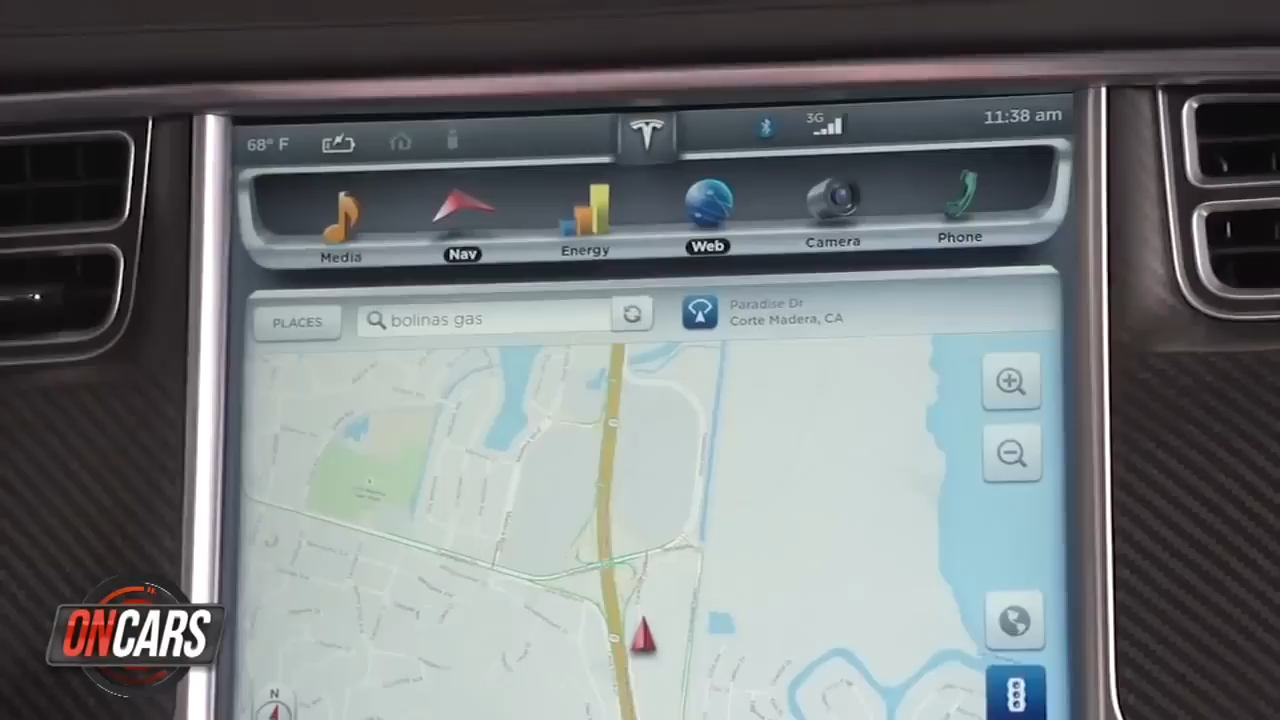 68° F
3G
11:38 am
Media
Nav
Energy
Web
Camera
Phone
PLACES
bolinas gas
Paradise Dr
Corte Madera, CA
N
ONCARS